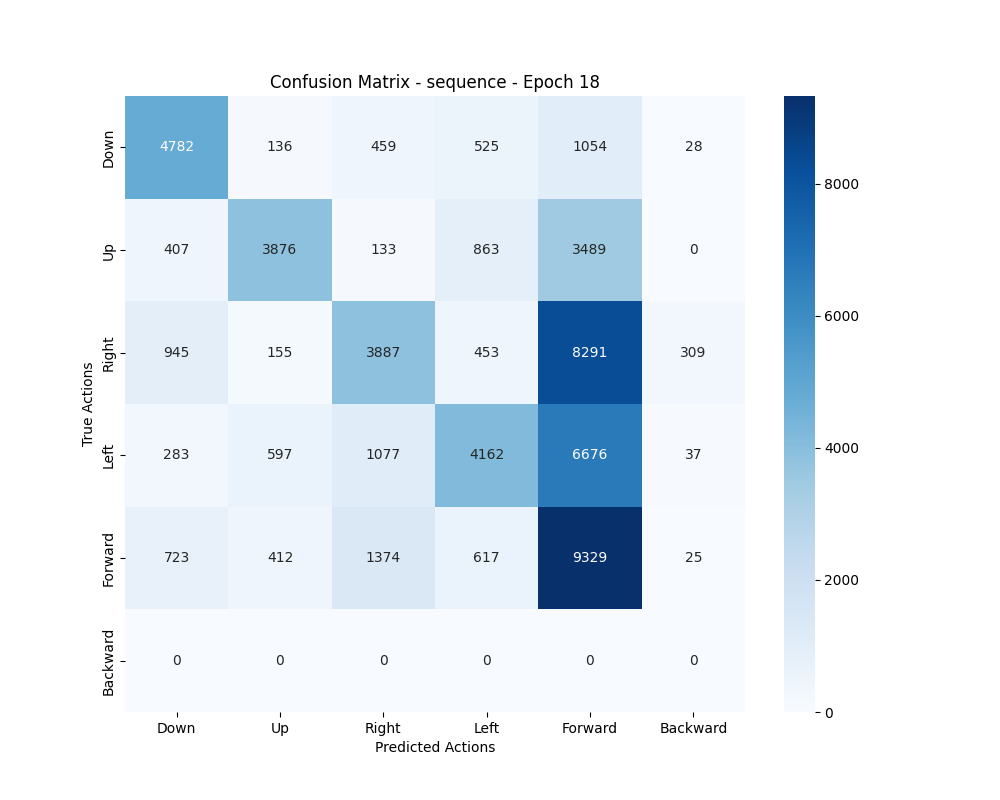 Confusion Matrix - sequence - Epoch 18
True Actions
Down 4782 136 459 525 1054 28
Up 407 3876 133 863 3489 0
Right 945 155 3887 453 8291 309
Left 283 597 1077 4162 6676 37
Forward 723 412 1374 617 9329 25
Backward 0 0 0 0 0 0
Down Up Right Left Forward Backward
Predicted Actions
8000
6000
4000
2000
0